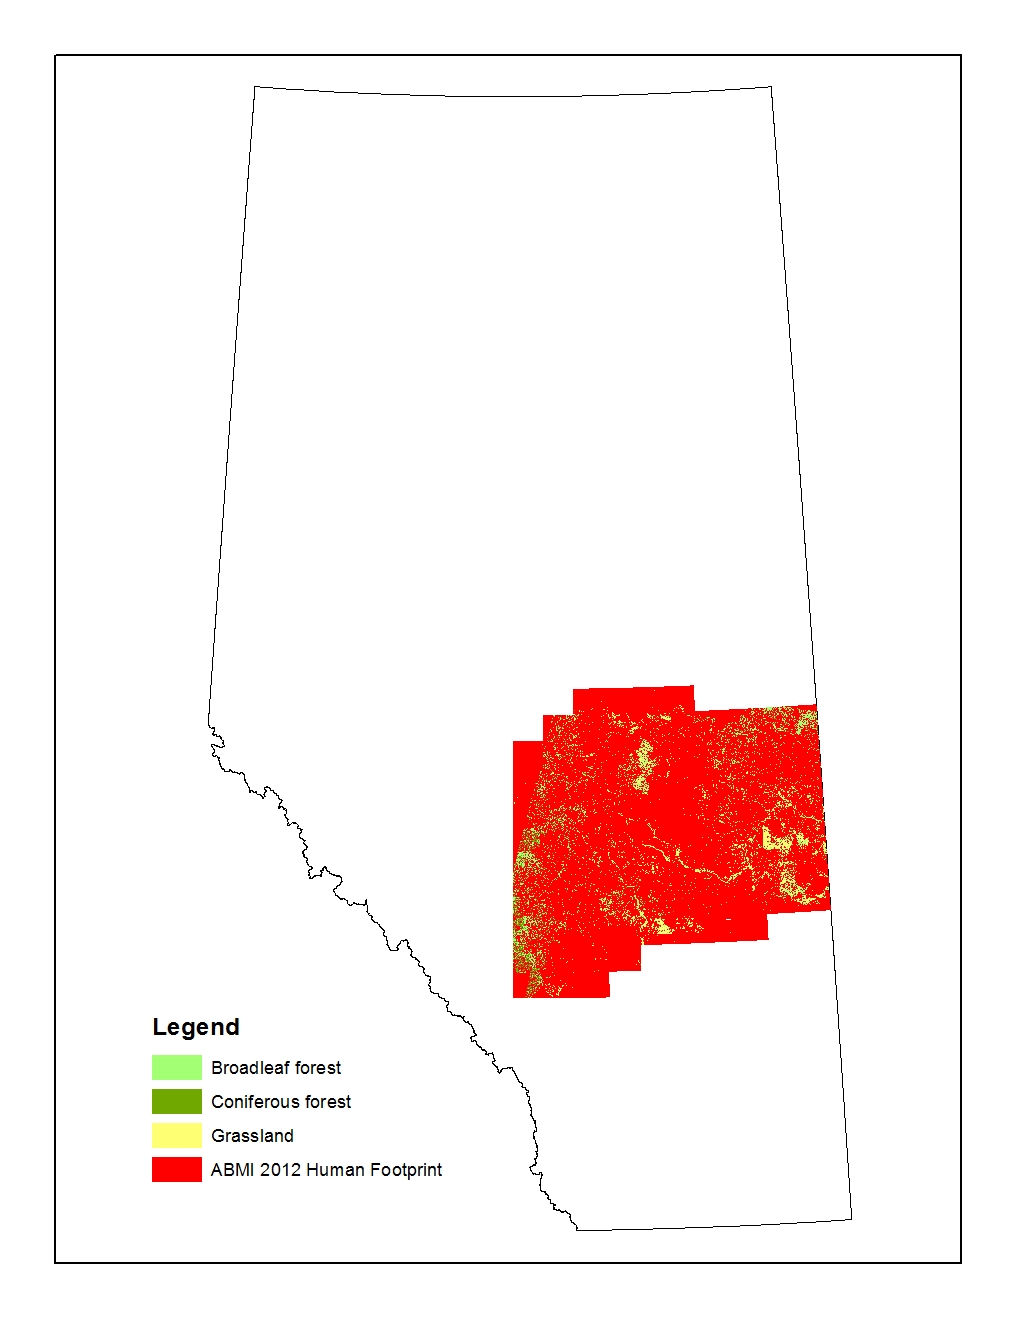 Legend
Broadleaf forest
Coniferous forest
Grassland
ABMI 2012 Human Footprint